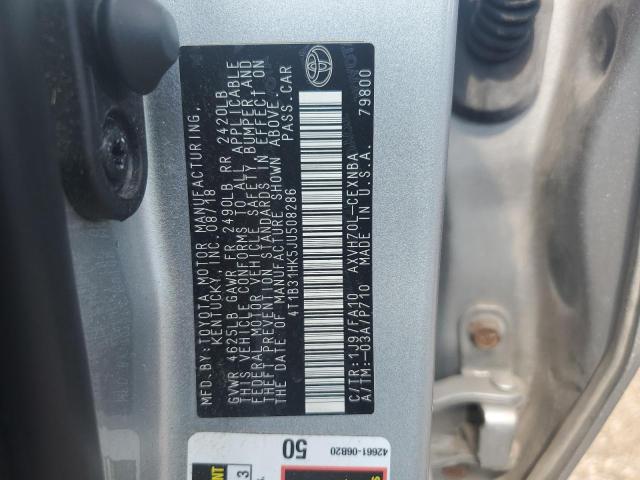 MFD.BY:TOYOTA MOTOR MANUFACTURING,
KENTUCKY, INC. 08/18
GVWR 4625LB GAWR FR 2490LB RR 2420LB
THIS VEHICLE CONFORMS TO ALL APPLICABLE
FEDERAL MOTOR VEHICLE SAFETY, BUMPER, AND
THEFT PREVENTION STANDARDS IN EFFECT ON
THE DATE OF MANUFACTURE SHOWN ABOVE.
4T1B31HK5JU508286 PASS.CAR
C/TR:1J9/FA10 AXVH70L-CEXNBA
A/TM:-03A/P710 MADE IN U.S.A. 79800
50
42661-06B20
3